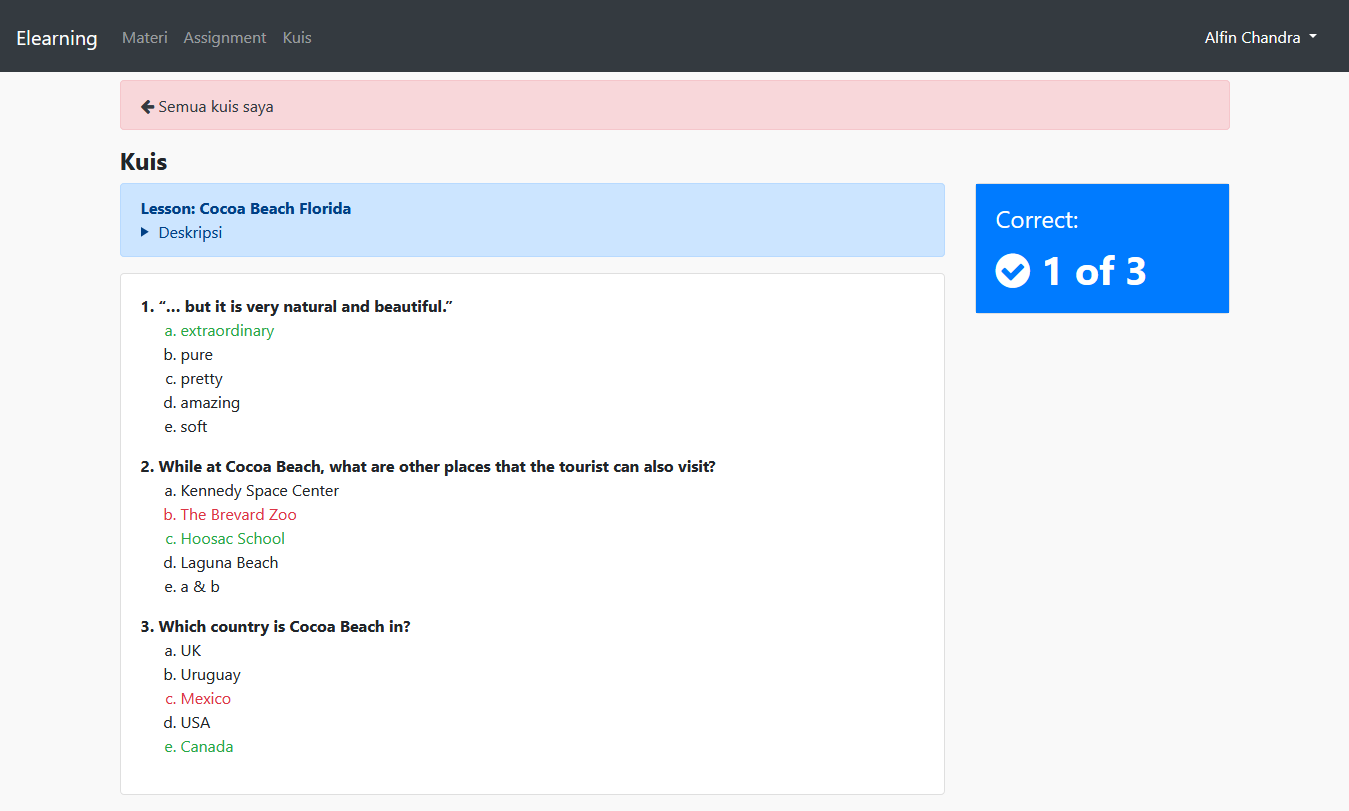 Elearning Materi Assignment Kuis Alfin Chandra
Semua kuis saya
Kuis
Lesson: Cocoa Beach Florida
Deskripsi
Correct:
1 of 3
1. “... but it is very natural and beautiful.”
a. extraordinary
b. pure
c. pretty
d. amazing
e. soft
2. While at Cocoa Beach, what are other places that the tourist can also visit?
a. Kennedy Space Center
b. The Brevard Zoo
c. Hoosac School
d. Laguna Beach
e. a & b
3. Which country is Cocoa Beach in?
a. UK
b. Uruguay
c. Mexico
d. USA
e. Canada